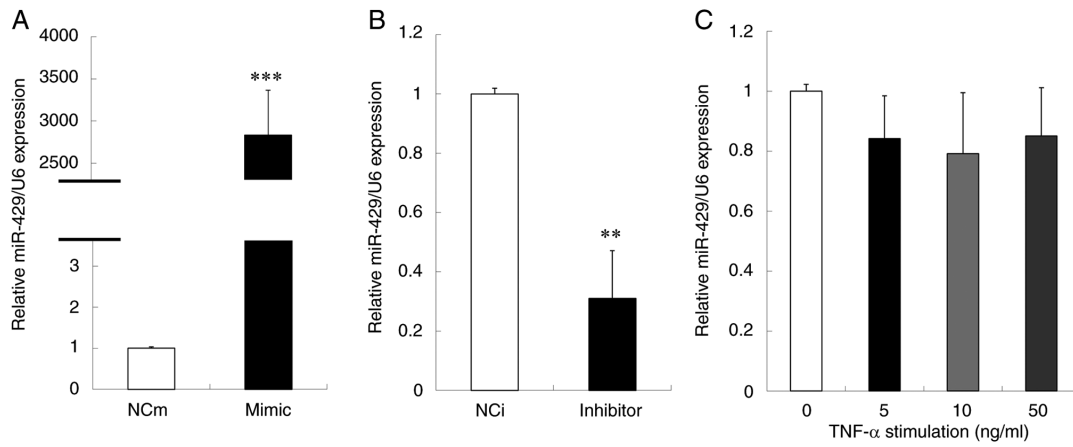 A
Relative miR-429/U6 expression
4000
3500
3000
2500
3
2
1
0
***
NCm Mimic
B
Relative miR-429/U6 expression
1.2
1
0.8
0.6
0.4
0.2
0
**
NCi Inhibitor
C
Relative miR-429/U6 expression
1.2
1
0.8
0.6
0.4
0.2
0
0 5 10 50
TNF-α stimulation (ng/ml)